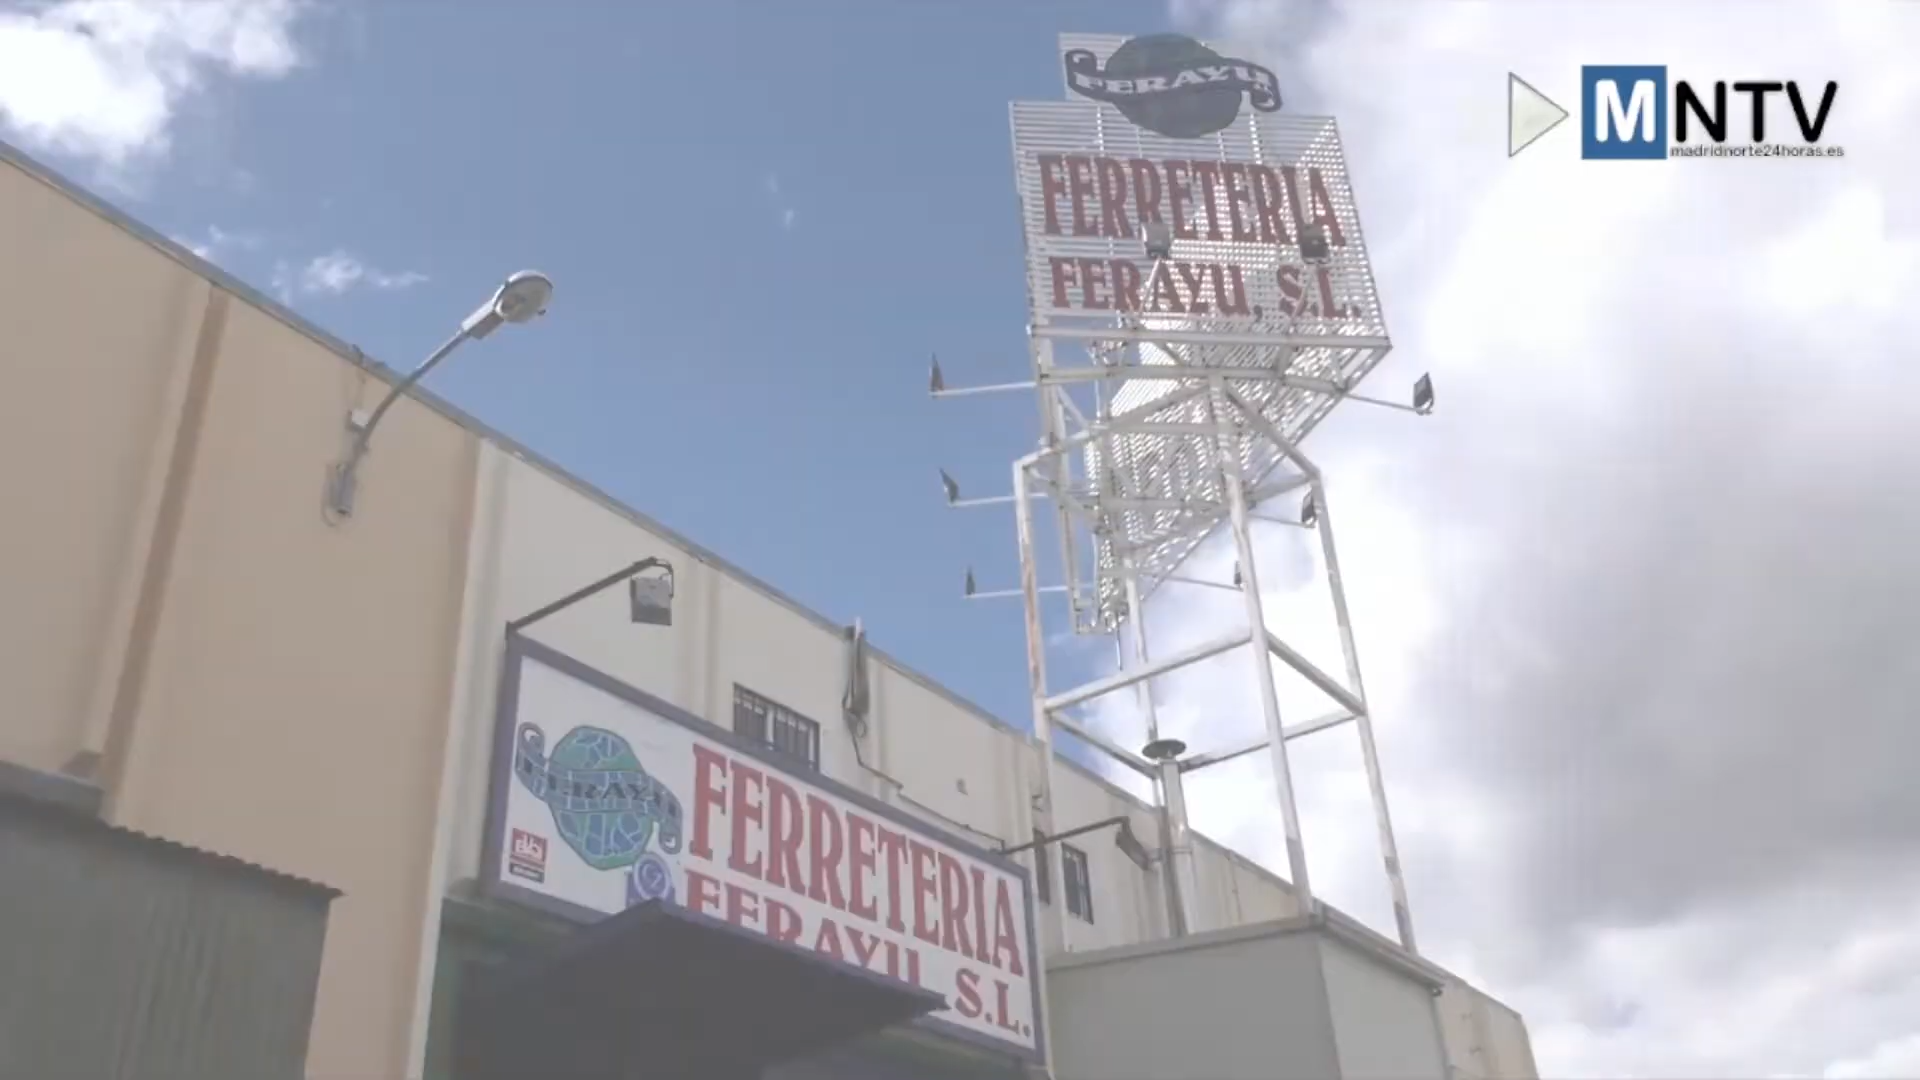 FERAYU
FERRETERIA
FERAYU, S.L.
MNTV
madridnorte24horas.es
FERAYU
FERRETERIA
FERAYU, S.L.